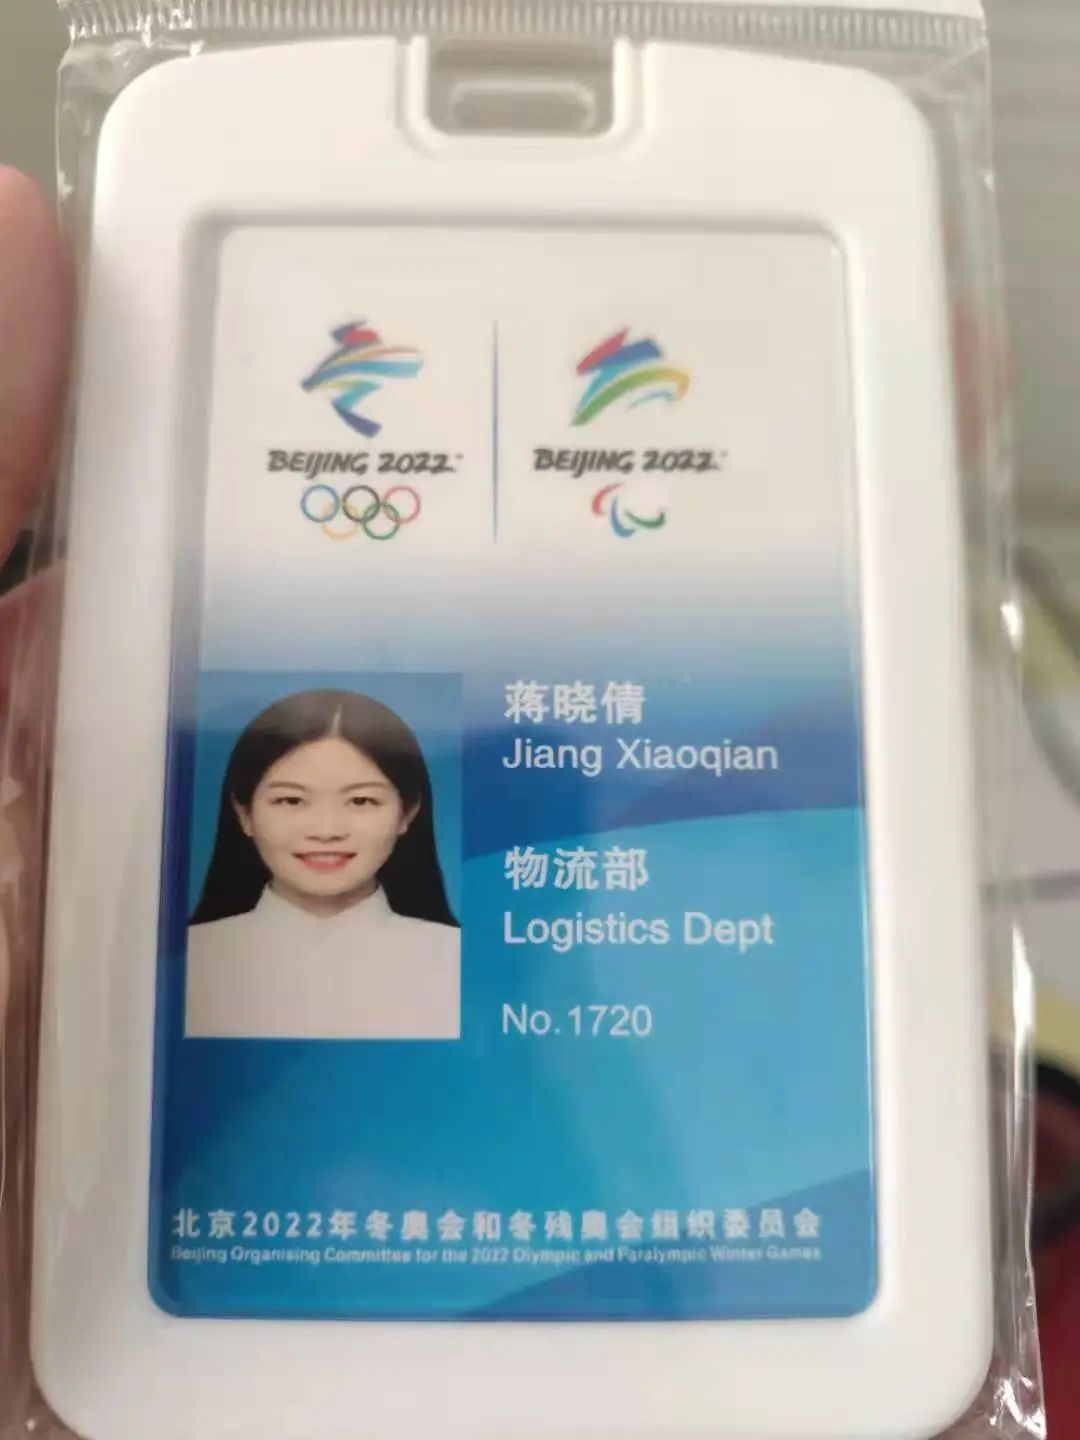 BEIJING 2022™
BEIJING 2022™
蒋晓倩
Jiang Xiaoqian
物流部
Logistics Dept
No.1720
北京2022年冬奥会和冬残奥会组织委员会
Beijing Organising Committee for the 2022 Olympic and Paralympic Winter Games